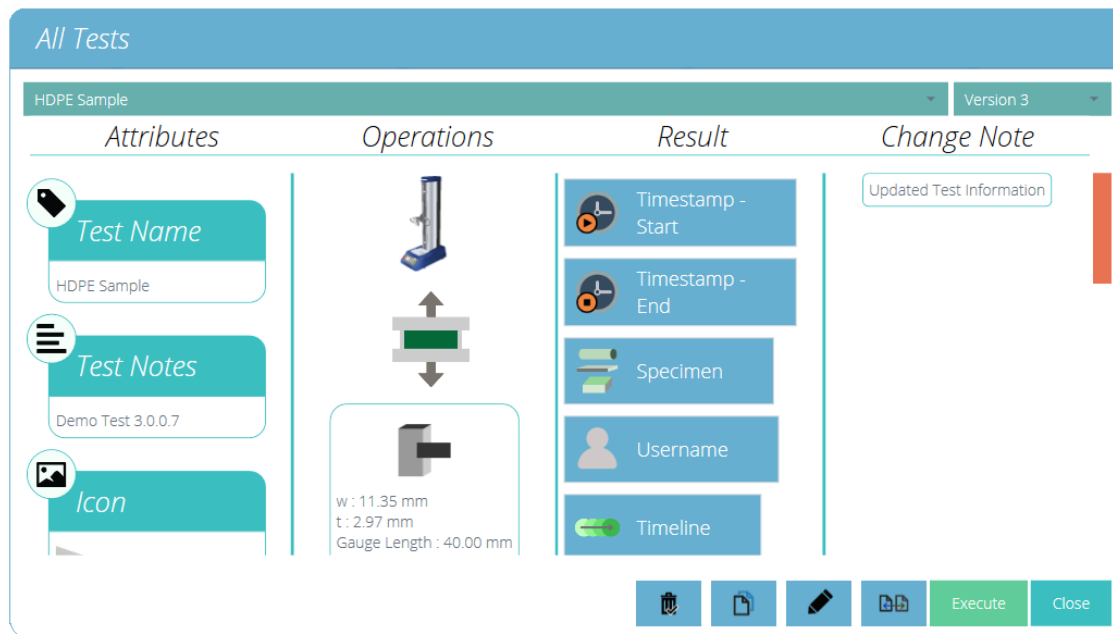 All Tests
HDPE Sample
Version 3
Attributes
Operations
Result
Change Note
Test Name
HDPE Sample
Test Notes
Demo Test 3.0.0.7
Icon
w : 11.35 mm
t : 2.97 mm
Gauge Length : 40.00 mm
Timestamp -
Start
Timestamp -
End
Specimen
Username
Timeline
Updated Test Information
Execute
Close